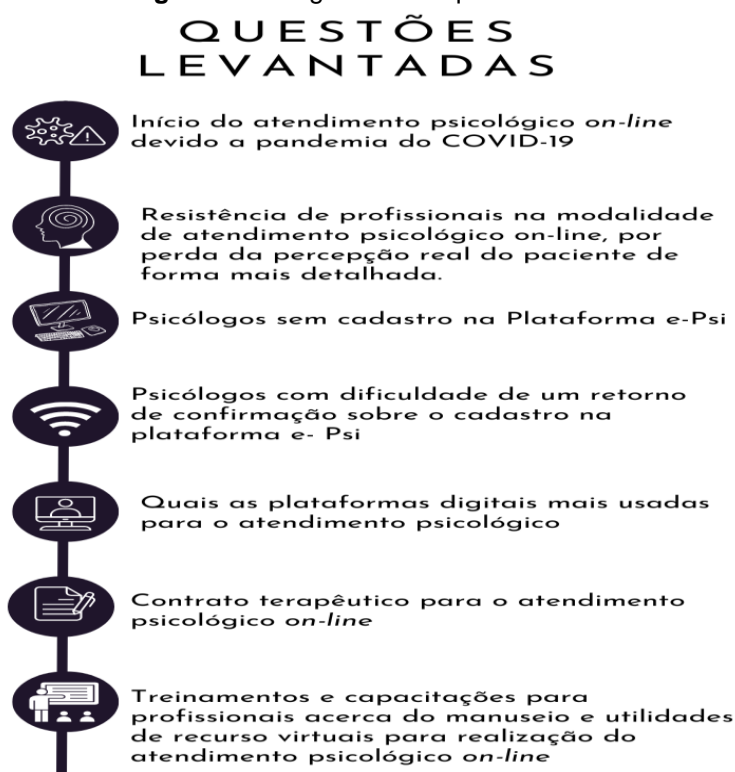 QUESTÕES
LEVANTADAS
Início do atendimento psicológico on-line
devido a pandemia do COVID-19
Resistência de profissionais na modalidade
de atendimento psicológico on-line, por
perda da percepção real do paciente de
forma mais detalhada.
Psicólogos sem cadastro na Plataforma e-Psi
Psicólogos com dificuldade de um retorno
de confirmação sobre o cadastro na
plataforma e- Psi
Quais as plataformas digitais mais usadas
para o atendimento psicológico
Contrato terapêutico para o atendimento
psicológico on-line
Treinamentos e capacitações para
profissionais acerca do manuseio e utilidades
de recurso virtuais para realização do
atendimento psicológico on-line